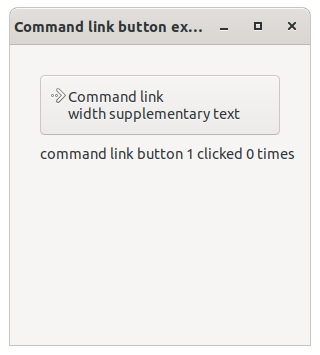 Command link button ex...
Command link
width supplementary text
command link button 1 clicked 0 times